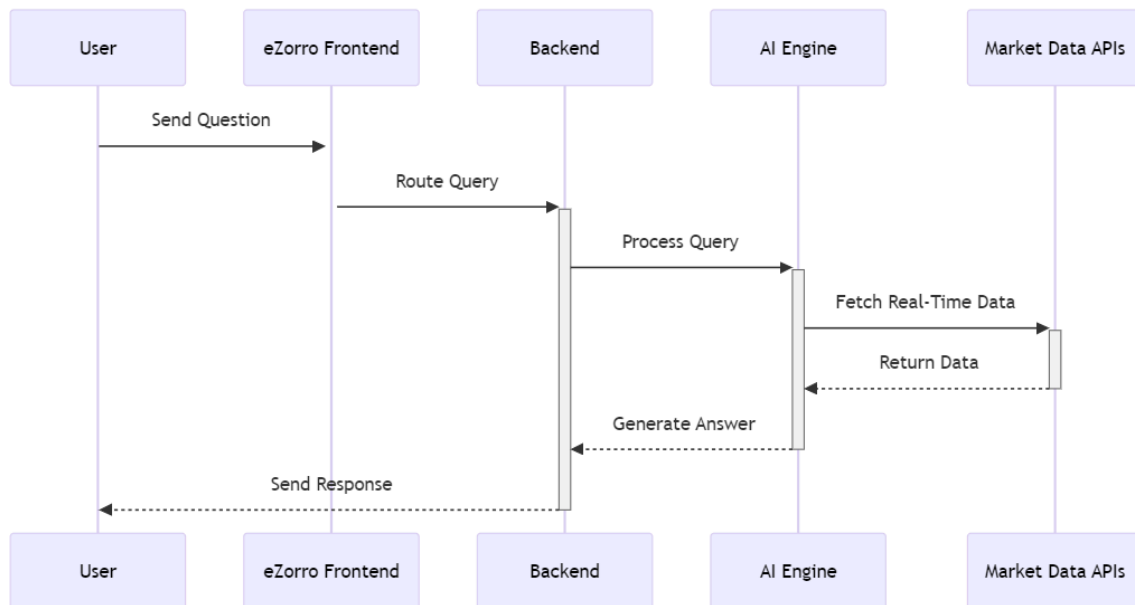 User
eZorro Frontend
Backend
AI Engine
Market Data APIs
Send Question
Route Query
Process Query
Fetch Real-Time Data
Return Data
Generate Answer
Send Response
User
eZorro Frontend
Backend
AI Engine
Market Data APIs